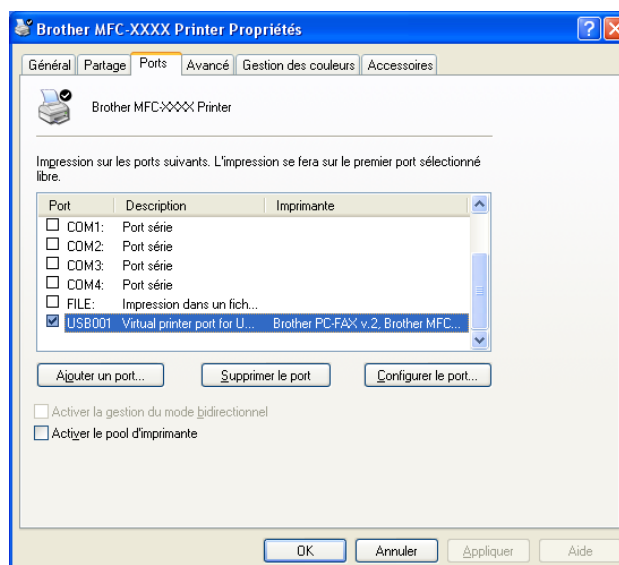 Brother MFC-XXXX Printer Propriétés
Général Partage Ports Avancé Gestion des couleurs Accessoires
Brother MFC-XXXX Printer
Impression sur les ports suivants. L'impression se fera sur le premier port sélectionné
libre.
Port Description Imprimante
COM1: Port série
COM2: Port série
COM3: Port série
COM4: Port série
FILE: Impression dans un fich...
USB001 Virtual printer port for U... Brother PC-FAX v.2, Brother MFC...
Ajouter un port... Supprimer le port Configurer le port...
Activer la gestion du mode bidirectionnel
Activer le pool d'imprimante
OK Annuler Appliquer Aide